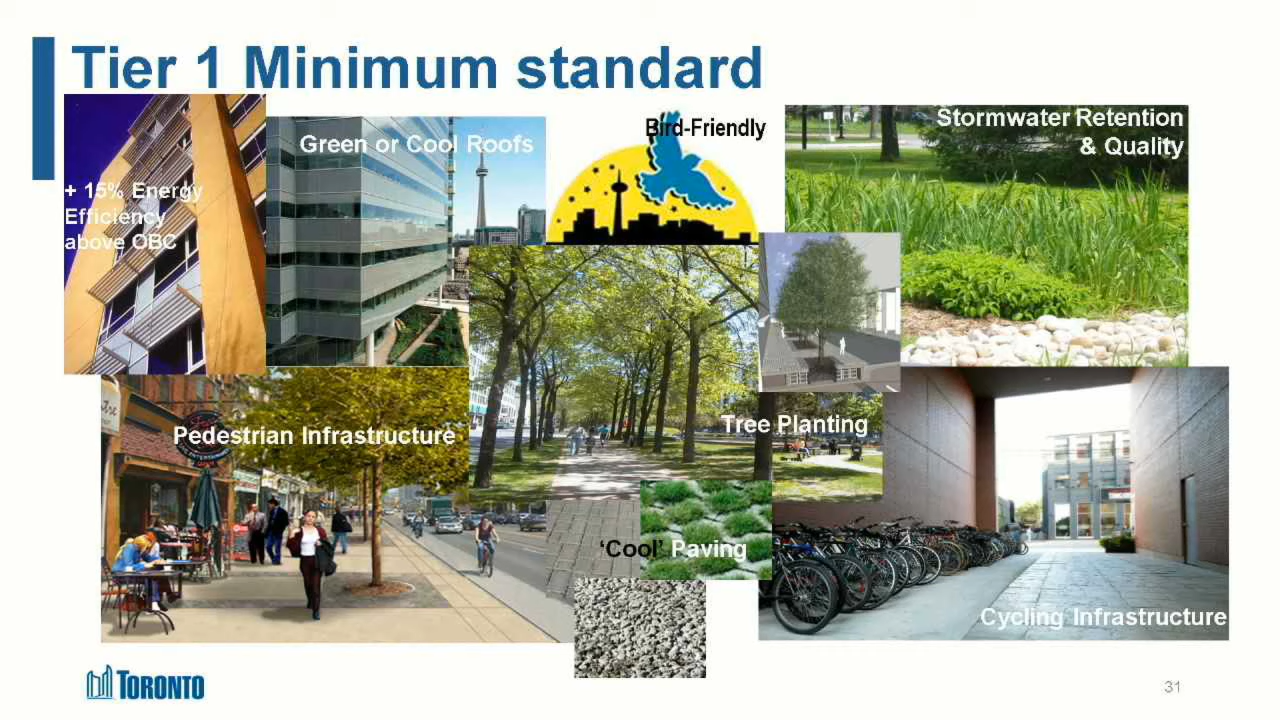 Tier 1 Minimum standard
+ 15% Energy
Efficiency
above OBC
Green or Cool Roofs
Bird-Friendly
Stormwater Retention
& Quality
Pedestrian Infrastructure
Tree Planting
‘Cool’ Paving
Cycling Infrastructure
TORONTO
31